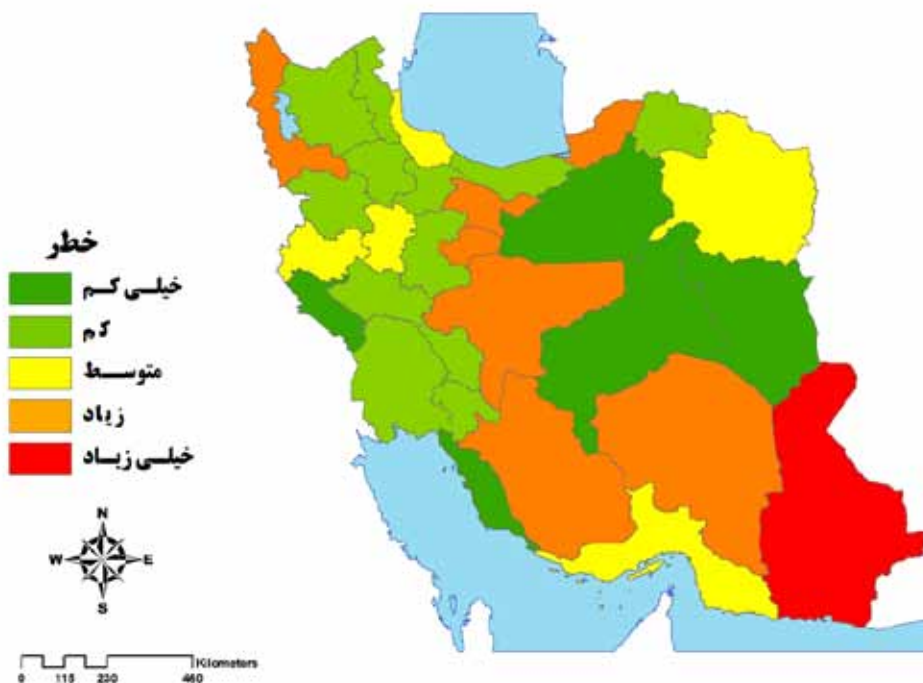 خطر
خیلی کم
کم
متوسط
زیاد
خیلی زیاد
N
W E
S
Kilometers
0 115 230 460